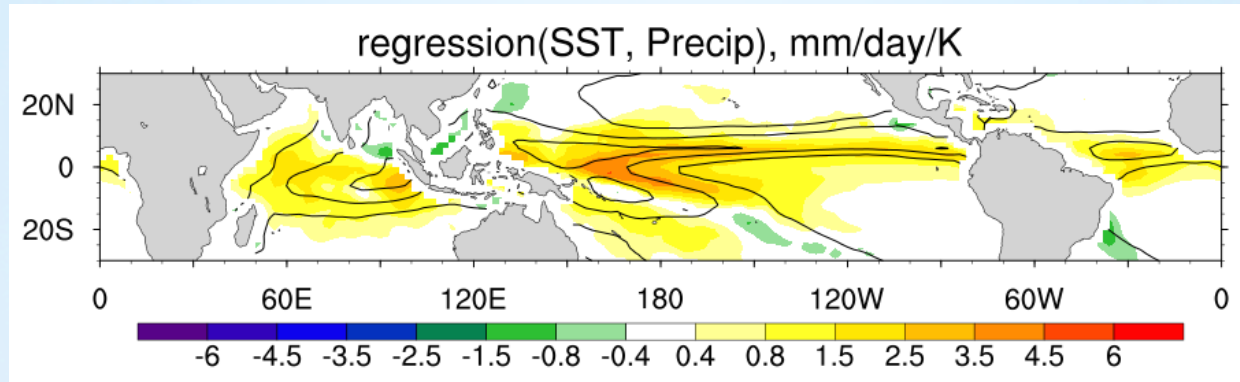 regression(SST, Precip), mm/day/K
20N
0
20S
0 60E 120E 180 120W 60W 0
-6 -4.5 -3.5 -2.5 -1.5 -0.8 -0.4 0.4 0.8 1.5 2.5 3.5 4.5 6